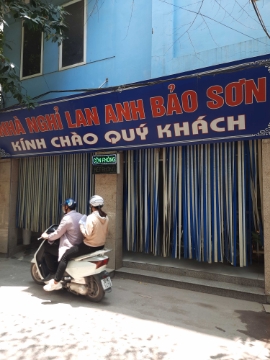 NHÀ NGHỈ LAN ANH BẢO SƠN
KÍNH CHÀO QUÝ KHÁCH
CÒN PHÒNG